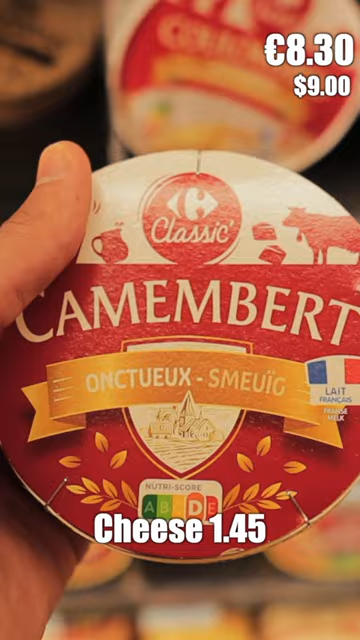 €8.30
$9.00
Classic'
CAMEMBERT
ONCTUEUX - SMEUÏG
LAIT
FRANÇAIS
FRANSE
MELK
NUTRI-SCORE
A B C D E
Cheese 1.45